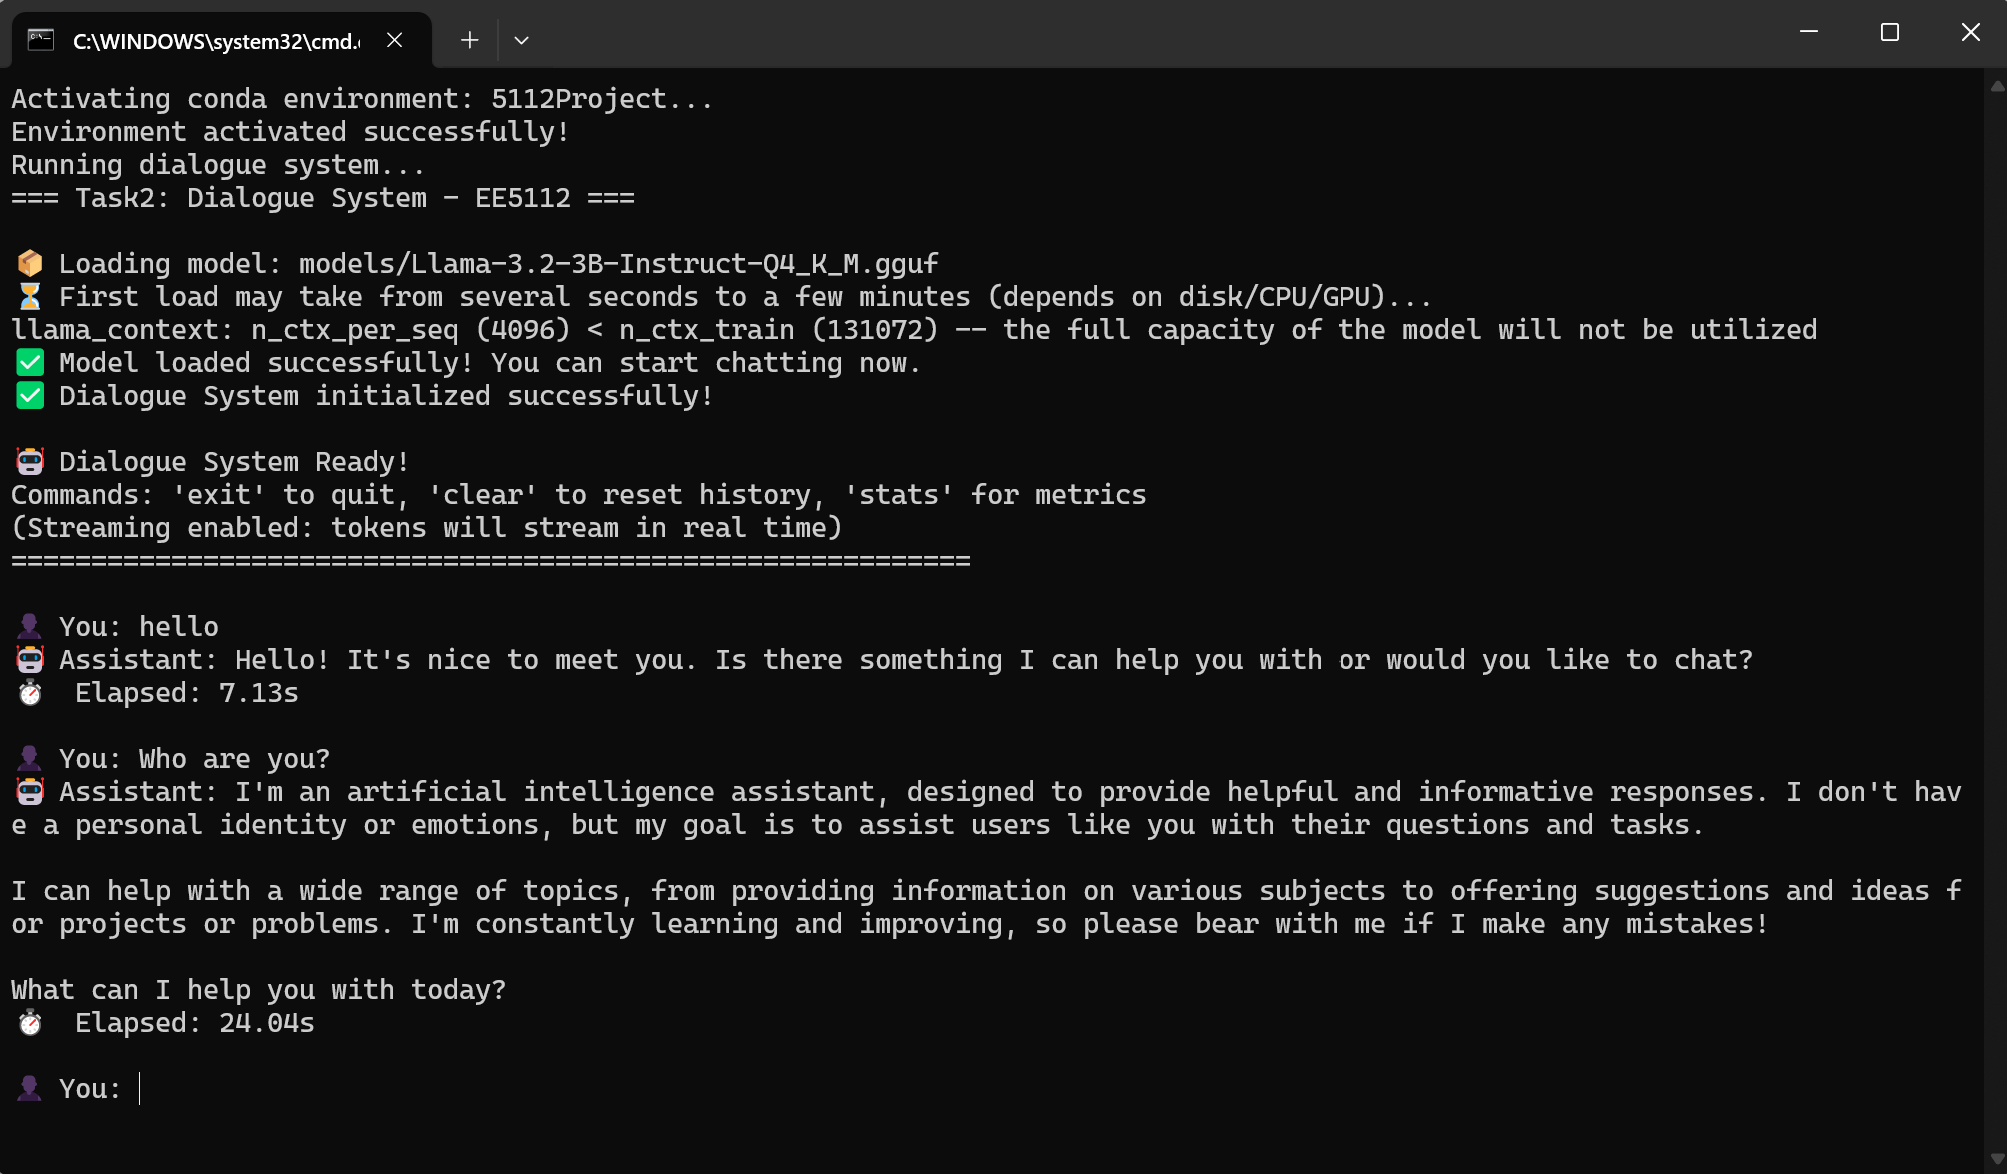 C:\WINDOWS\system32\cmd.
Activating conda environment: 5112Project...
Environment activated successfully!
Running dialogue system...
=== Task2: Dialogue System - EE5112 ===
📦 Loading model: models/Llama-3.2-3B-Instruct-Q4_K_M.gguf
⏳ First load may take from several seconds to a few minutes (depends on disk/CPU/GPU)...
llama_context: n_ctx_per_seq (4096) < n_ctx_train (131072) -- the full capacity of the model will not be utilized
✅ Model loaded successfully! You can start chatting now.
✅ Dialogue System initialized successfully!
🤖 Dialogue System Ready!
Commands: 'exit' to quit, 'clear' to reset history, 'stats' for metrics
(Streaming enabled: tokens will stream in real time)
============================================================
👤 You: hello
🤖 Assistant: Hello! It's nice to meet you. Is there something I can help you with or would you like to chat?
⏱ Elapsed: 7.13s
👤 You: Who are you?
🤖 Assistant: I'm an artificial intelligence assistant, designed to provide helpful and informative responses. I don't hav
e a personal identity or emotions, but my goal is to assist users like you with their questions and tasks.
I can help with a wide range of topics, from providing information on various subjects to offering suggestions and ideas f
or projects or problems. I'm constantly learning and improving, so please bear with me if I make any mistakes!
What can I help you with today?
⏱ Elapsed: 24.04s
👤 You: